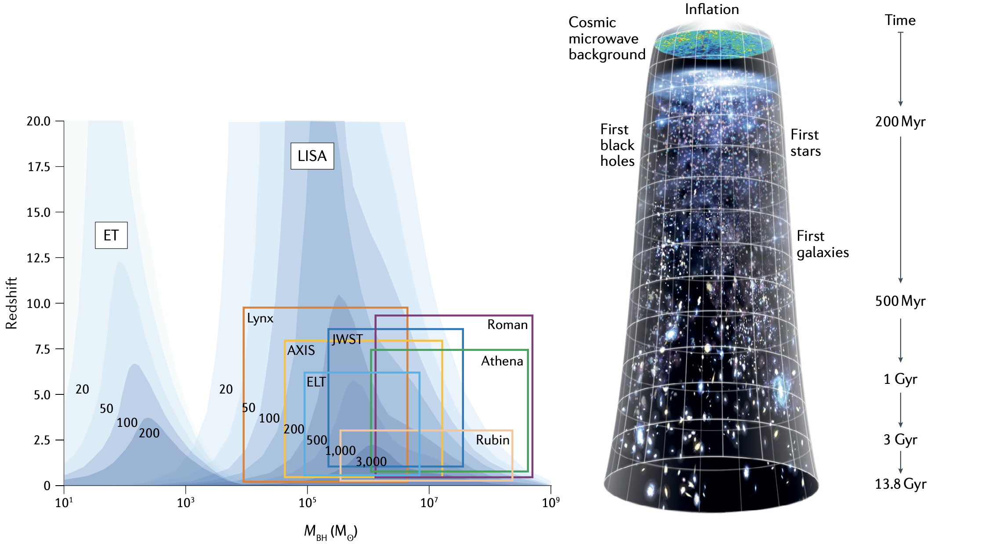 Inflation
Cosmic
microwave
background
Time
20.0
17.5
15.0
12.5
10.0
7.5
5.0
2.5
0
Redshift
ET
LISA
20
50
100
200
20
50
100
200
500
1,000
3,000
Lynx
Roman
JWST
AXIS
Athena
ELT
Rubin
10¹
10³
10⁵
10⁷
10⁹
M_BH (M_⊙)
First
black
holes
First
stars
First
galaxies
200 Myr
500 Myr
1 Gyr
3 Gyr
13.8 Gyr